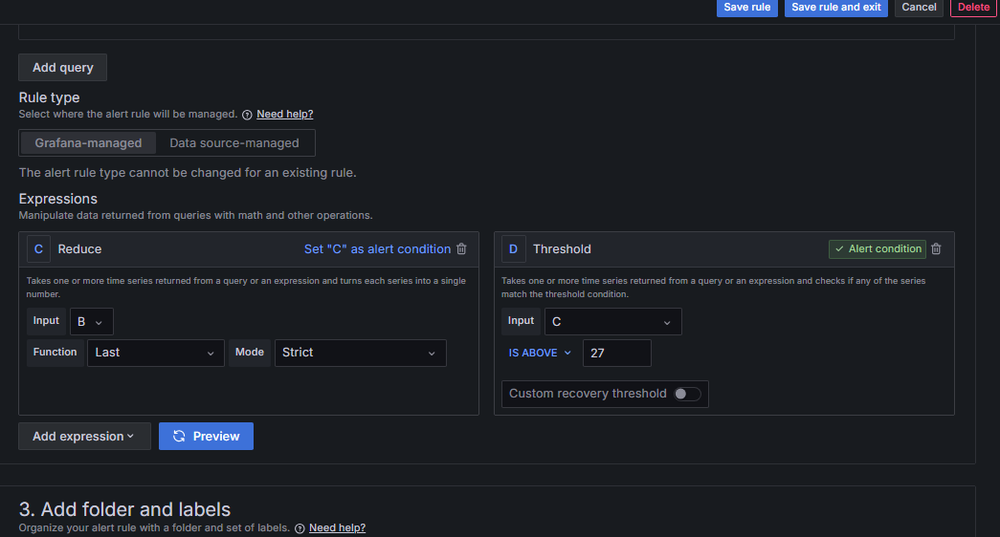 Save rule Save rule and exit Cancel Delete
Add query
Rule type
Select where the alert rule will be managed. Need help?
Grafana-managed Data source-managed
The alert rule type cannot be changed for an existing rule.
Expressions
Manipulate data returned from queries with math and other operations.
C Reduce Set "C" as alert condition
Takes one or more time series returned from a query or an expression and turns each series into a single
number.
Input B
Function Last Mode Strict
D Threshold Alert condition
Takes one or more time series returned from a query or an expression and checks if any of the series
match the threshold condition.
Input C
IS ABOVE 27
Custom recovery threshold
Add expression Preview
3. Add folder and labels
Organize your alert rule with a folder and set of labels. Need help?